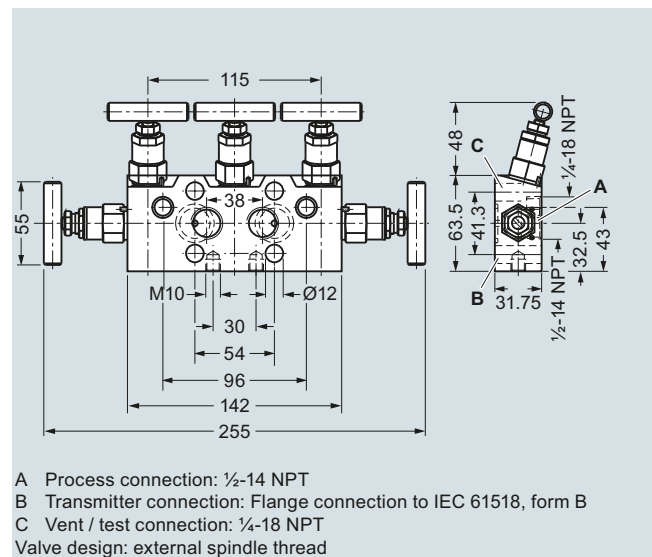 115
48
C
¼-18 NPT
A
55
38
63.5
41.3
32.5
43
M10
Ø12
B
31.75
½-14 NPT
30
54
96
142
255
A Process connection: ½-14 NPT
B Transmitter connection: Flange connection to IEC 61518, form B
C Vent / test connection: ¼-18 NPT
Valve design: external spindle thread